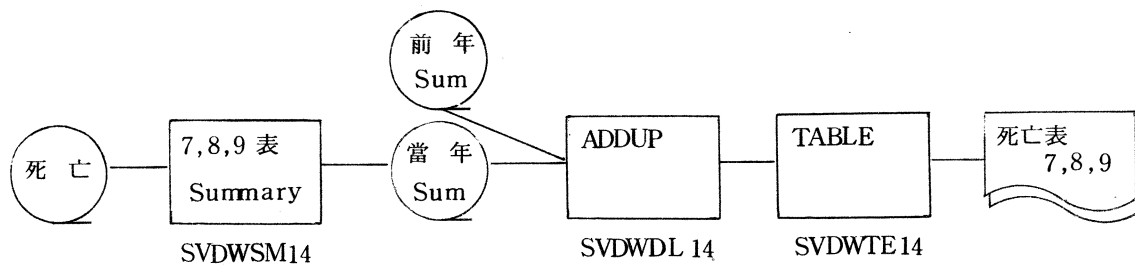 前 年
Sum
死 亡
7,8,9 表
Summary
SVDWSM14
當 年
Sum
ADDUP
SVDWDL 14
TABLE
SVDWTE14
死亡表
7,8,9